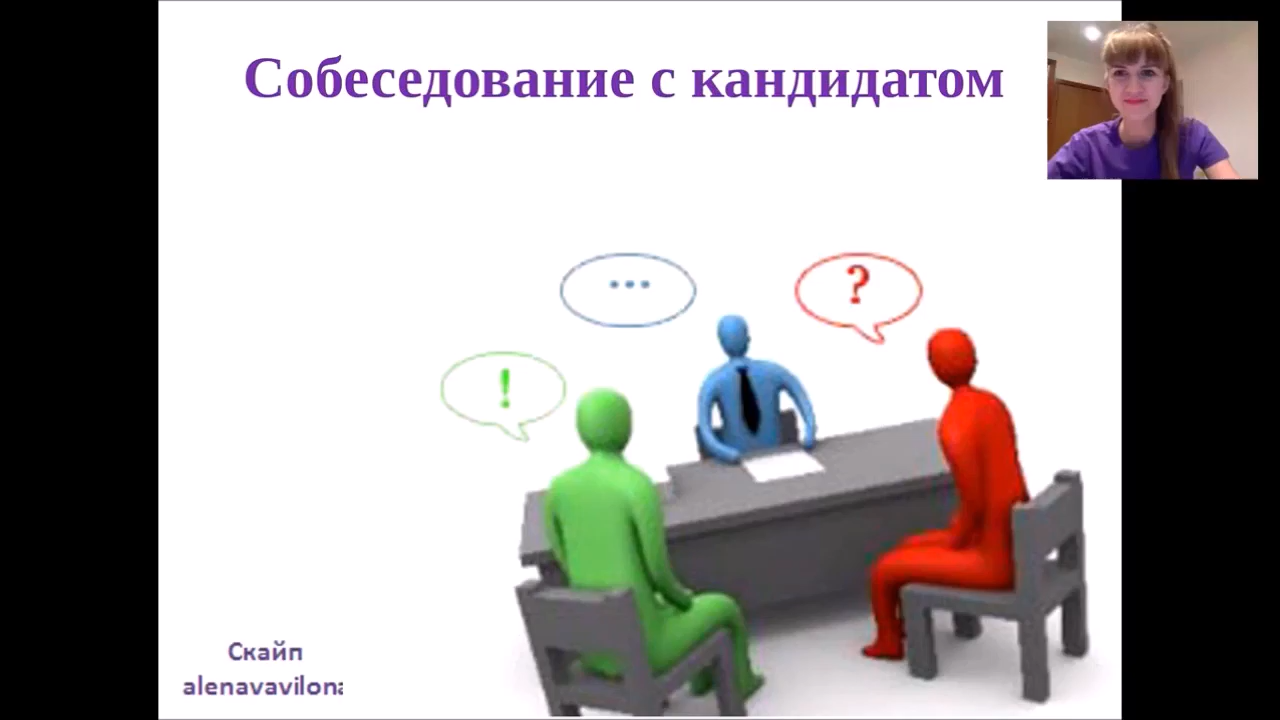 Собеседование с кандидатом
...
?
!
Скайп
alenavavilona